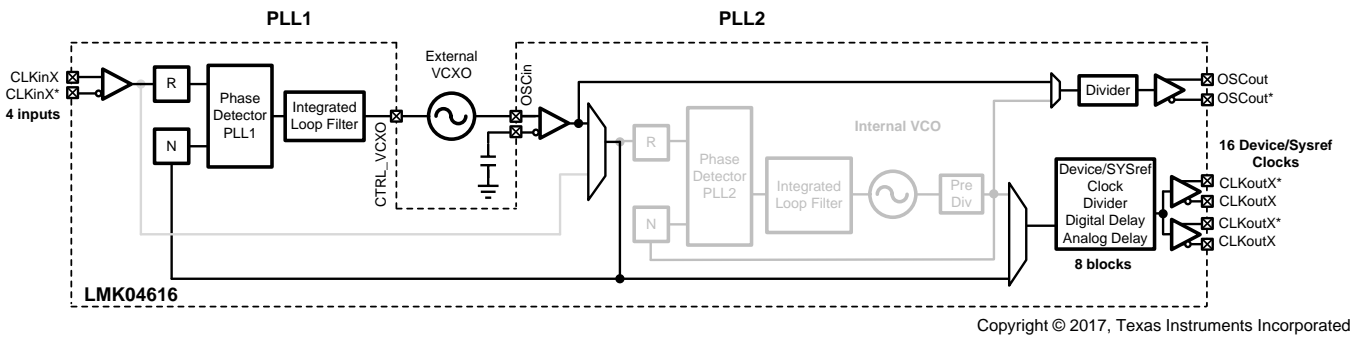 PLL1
PLL2
CLKinX
CLKinX*
4 inputs
R
N
Phase
Detector
PLL1
Integrated
Loop Filter
CTRL_VCXO
External
VCXO
OSCin
R
N
Phase
Detector
PLL2
Integrated
Loop Filter
Internal VCO
Pre
Div
Divider
OSCout
OSCout*
16 Device/Sysref
Clocks
Device/SYSref
Clock
Divider
Digital Delay
Analog Delay
8 blocks
CLKoutX*
CLKoutX
CLKoutX*
CLKoutX
LMK04616
Copyright © 2017, Texas Instruments Incorporated